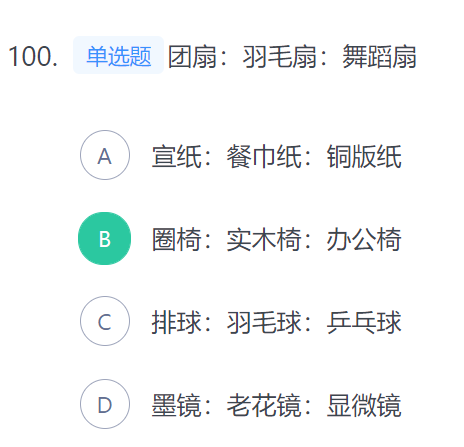 100. 单选题 团扇：羽毛扇：舞蹈扇
A 宣纸：餐巾纸：铜版纸
B 圈椅：实木椅：办公椅
C 排球：羽毛球：乒乓球
D 墨镜：老花镜：显微镜